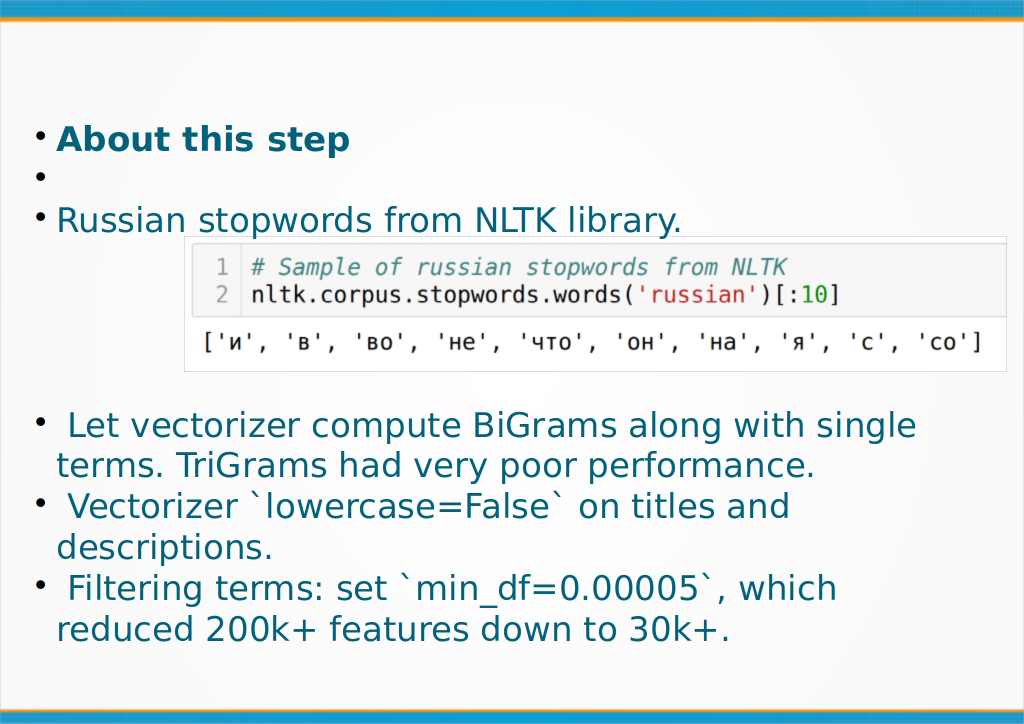 • About this step
•
• Russian stopwords from NLTK library.
1 # Sample of russian stopwords from NLTK
2 nltk.corpus.stopwords.words('russian')[:10]
['и', 'в', 'во', 'не', 'что', 'он', 'на', 'я', 'с', 'со']
• Let vectorizer compute BiGrams along with single
terms. TriGrams had very poor performance.
• Vectorizer `lowercase=False` on titles and
descriptions.
• Filtering terms: set `min_df=0.00005`, which
reduced 200k+ features down to 30k+.